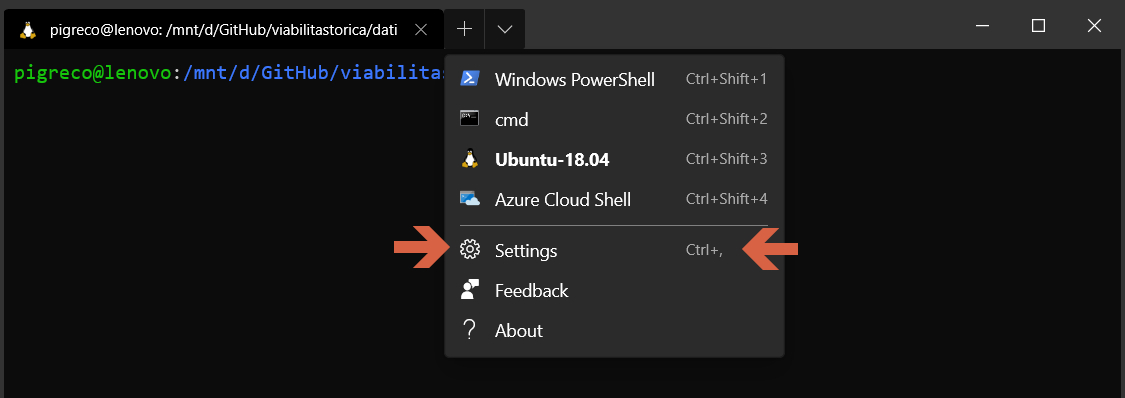 pigreco@lenovo: /mnt/d/GitHub/viabilitastorica/dati
pigreco@lenovo:/mnt/d/GitHub/viabilitas
Windows PowerShell Ctrl+Shift+1
cmd Ctrl+Shift+2
Ubuntu-18.04 Ctrl+Shift+3
Azure Cloud Shell Ctrl+Shift+4
Settings Ctrl+,
Feedback
About